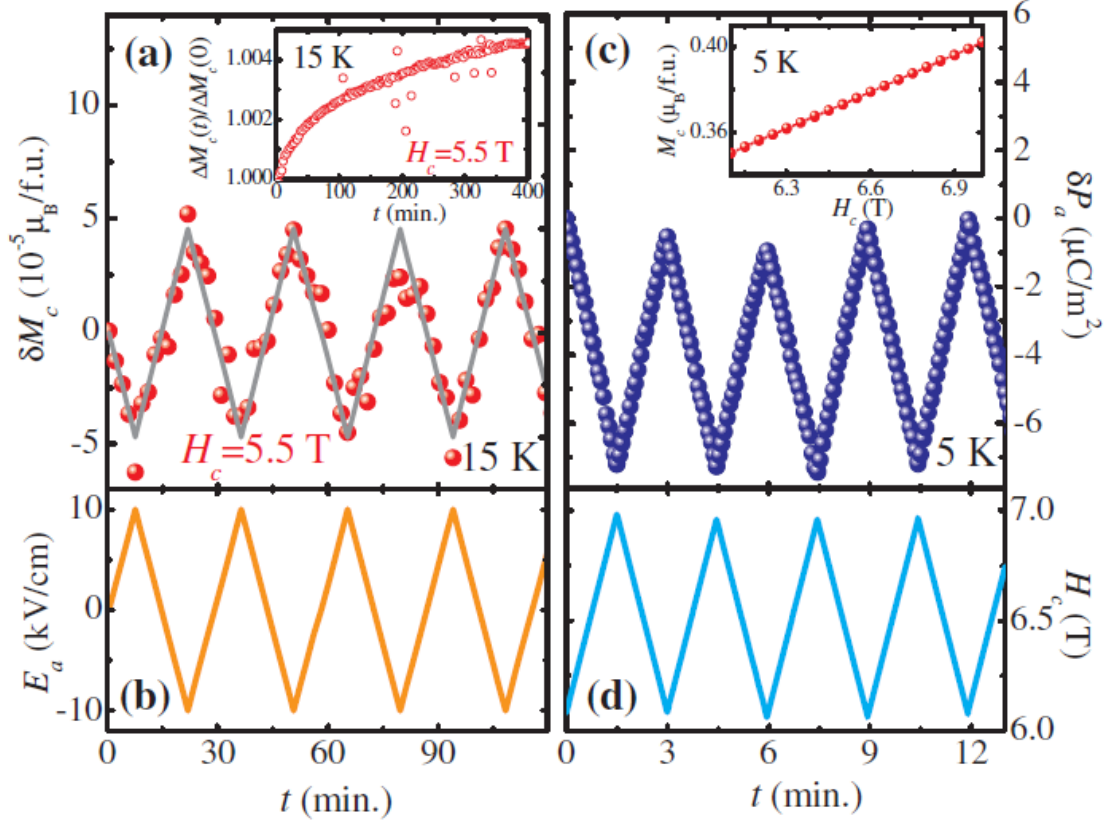 (a)
15 K
H_c=5.5 T
ΔM_c(t)/ΔM_c(0)
1.004
1.002
1.000
0 100 200 300 400
t (min.)
δM_c (10^-5 μ_B/f.u.)
10
5
0
-5
H_c=5.5 T
15 K
(b)
E_a (kV/cm)
10
0
-10
0 30 60 90
t (min.)
(c)
5 K
M_c (μ_B/f.u.)
0.40
0.36
6.3 6.6 6.9
H_c (T)
δP_a (μC/m²)
6
4
2
0
-2
-4
-6
5 K
(d)
H_c (T)
7.0
6.5
6.0
0 3 6 9 12
t (min.)